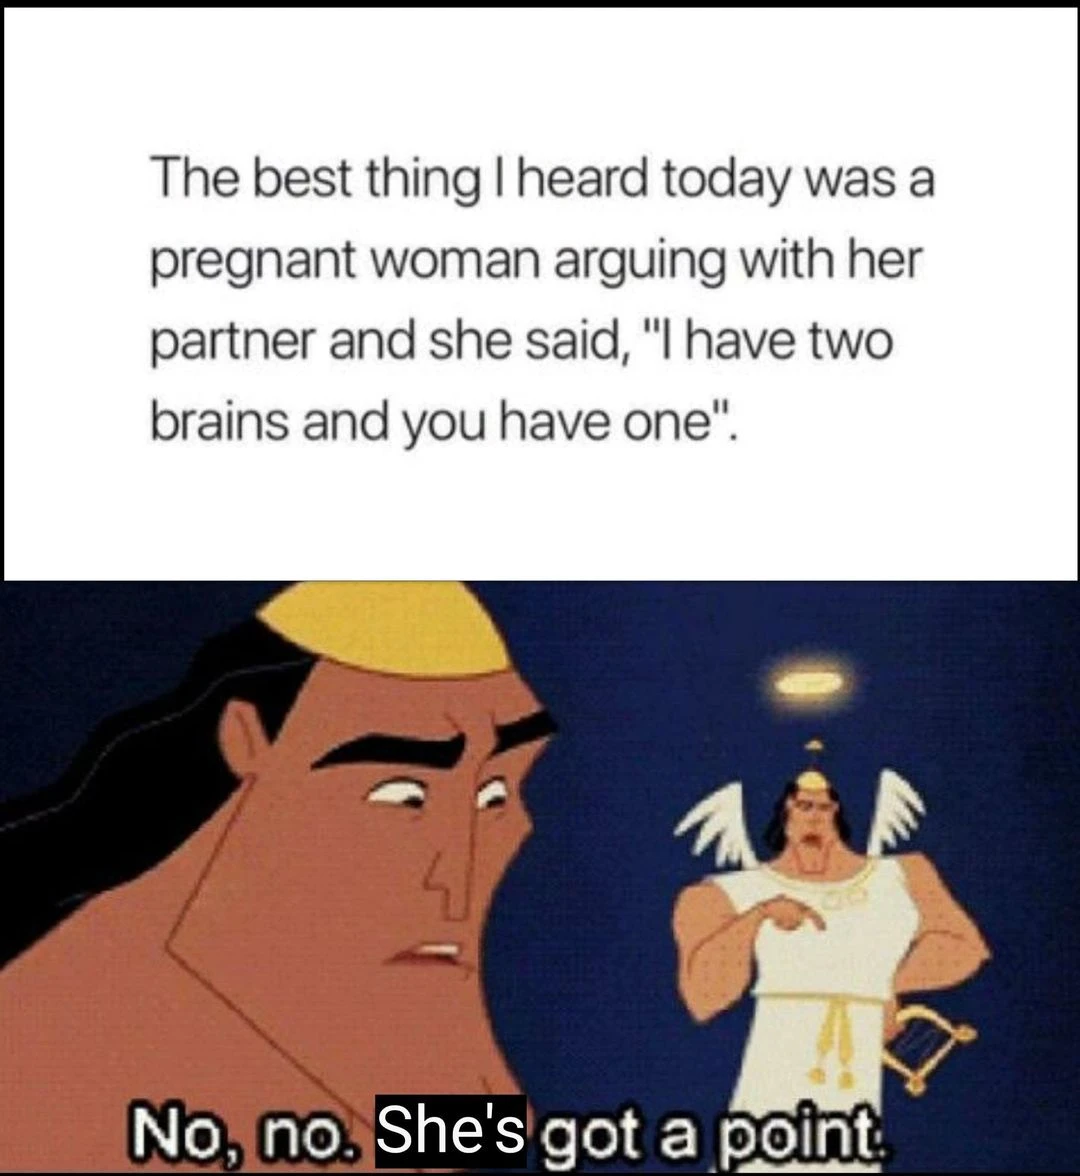 The best thing I heard today was a
pregnant woman arguing with her
partner and she said, "I have two
brains and you have one".
No, no. She's got a point.